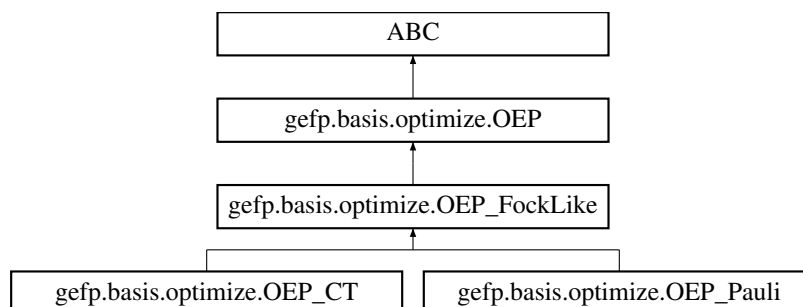 ABC
gefp.basis.optimize.OEP
gefp.basis.optimize.OEP_FockLike
gefp.basis.optimize.OEP_CT
gefp.basis.optimize.OEP_Pauli